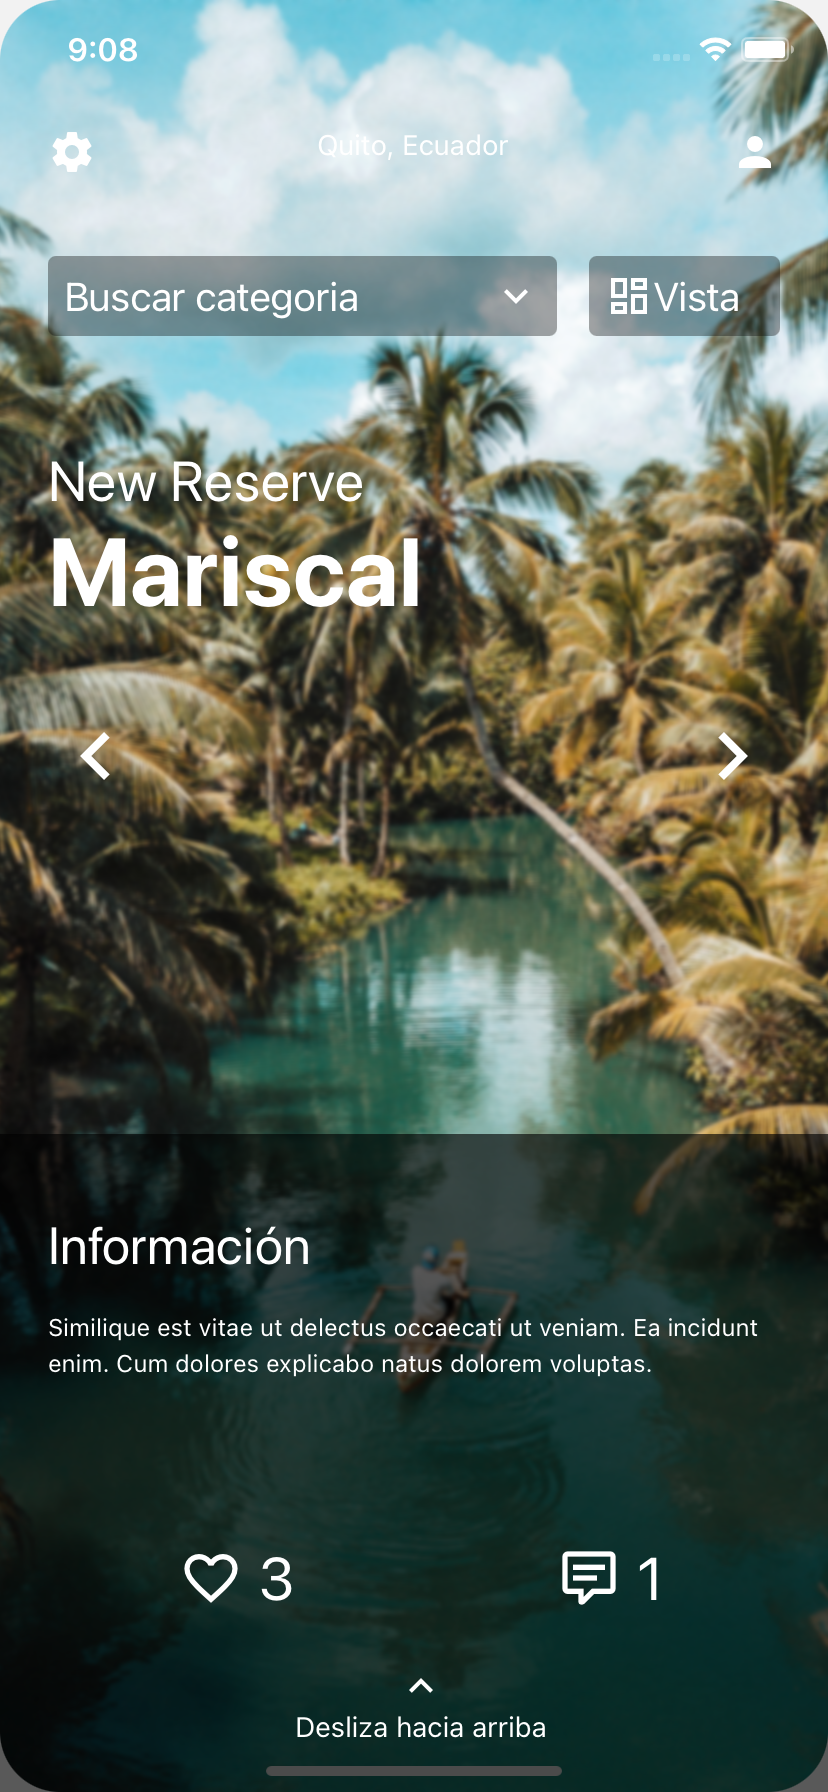 9:08
Quito, Ecuador
Buscar categoria
Vista
New Reserve
Mariscal
Información
Similique est vitae ut delectus occaecati ut veniam. Ea incidunt
enim. Cum dolores explicabo natus dolorem voluptas.
3
1
Desliza hacia arriba